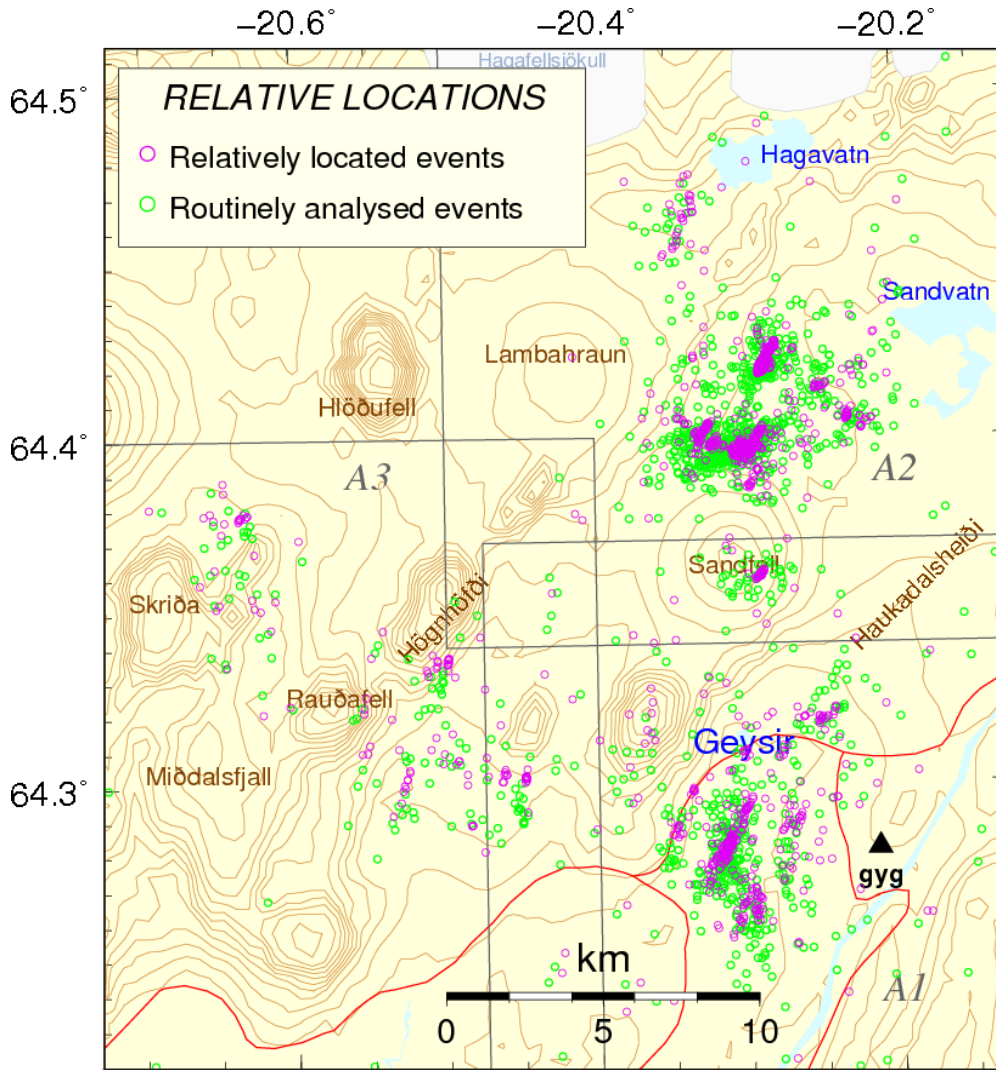 −20.6°
−20.4°
−20.2°
Hagafellsjökull
64.5°
RELATIVE LOCATIONS
Relatively located events
Routinely analysed events
Hagavatn
Sandvatn
Lambahraun
Hlöðufell
64.4°
A3
A2
Haukadalsheiði
Sandfell
Skriða
Högnhöfði
Rauðafell
Geysir
Miðdalsfjall
64.3°
gyg
km
A1
0
5
10